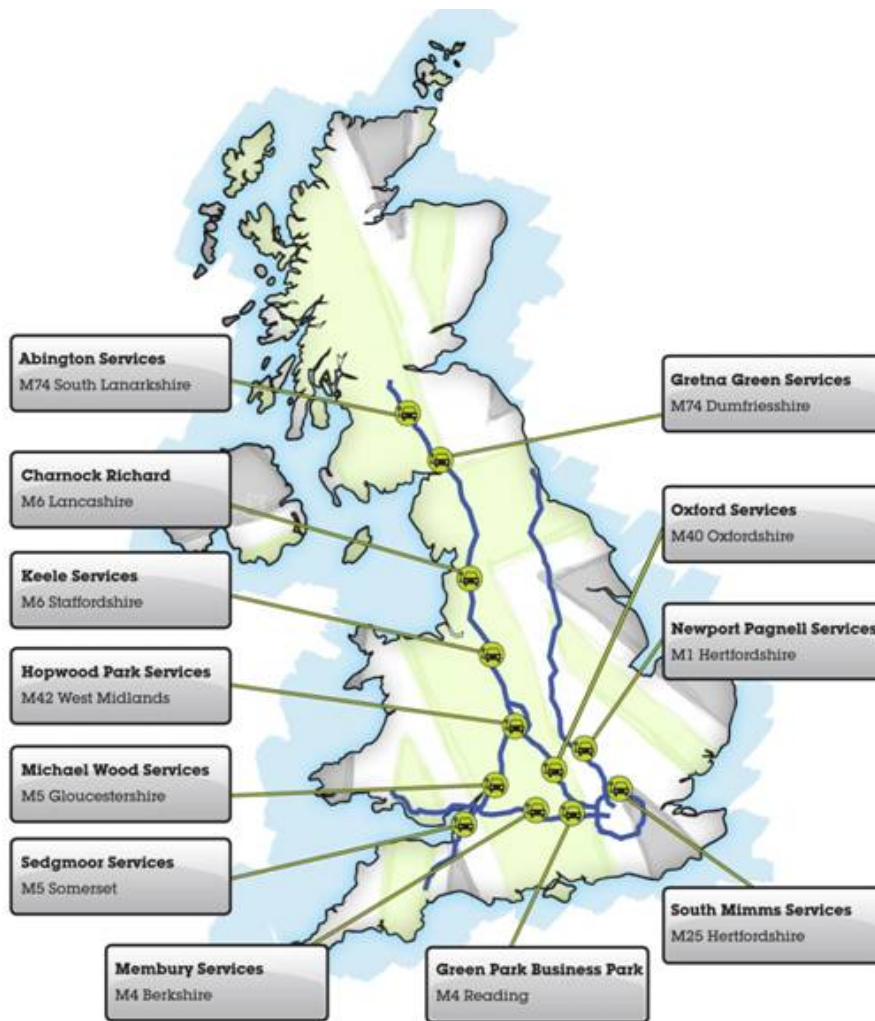 Abington Services
M74 South Lanarkshire
Gretna Green Services
M74 Dumfriesshire
Charnock Richard
M6 Lancashire
Oxford Services
M40 Oxfordshire
Keele Services
M6 Staffordshire
Newport Pagnell Services
M1 Hertfordshire
Hopwood Park Services
M42 West Midlands
Michael Wood Services
M5 Gloucestershire
Sedgmoor Services
M5 Somerset
South Mimms Services
M25 Hertfordshire
Membury Services
M4 Berkshire
Green Park Business Park
M4 Reading